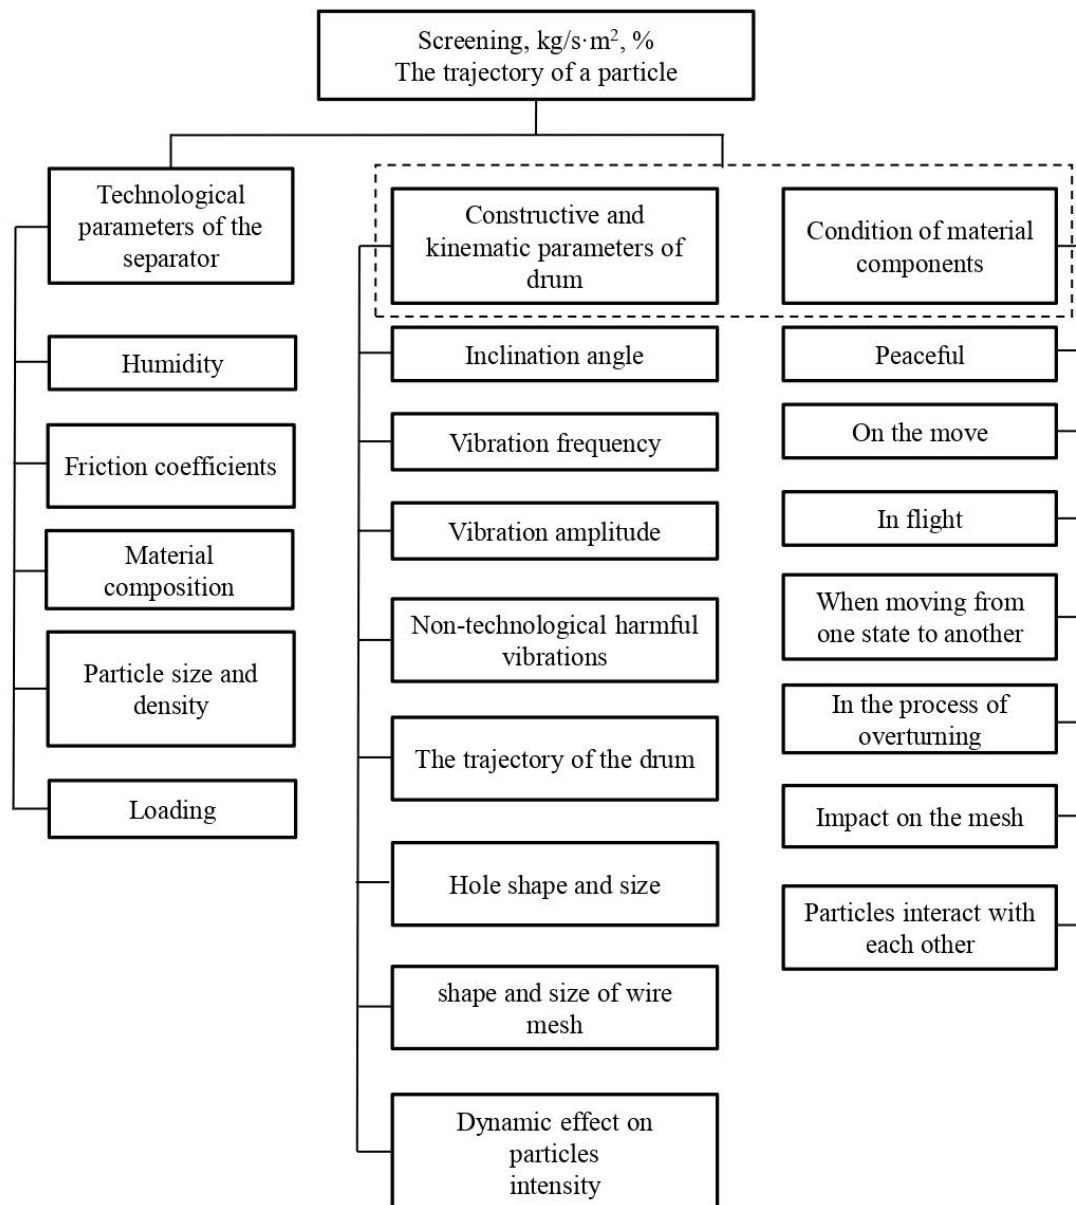 Screening, kg/s·m², %
The trajectory of a particle
Technological
parameters of the
separator
Humidity
Friction coefficients
Material
composition
Particle size and
density
Loading
Constructive and
kinematic parameters of
drum
Inclination angle
Vibration frequency
Vibration amplitude
Non-technological harmful
vibrations
The trajectory of the drum
Hole shape and size
shape and size of wire
mesh
Dynamic effect on
particles
intensity
Condition of material
components
Peaceful
On the move
In flight
When moving from
one state to another
In the process of
overturning
Impact on the mesh
Particles interact with
each other